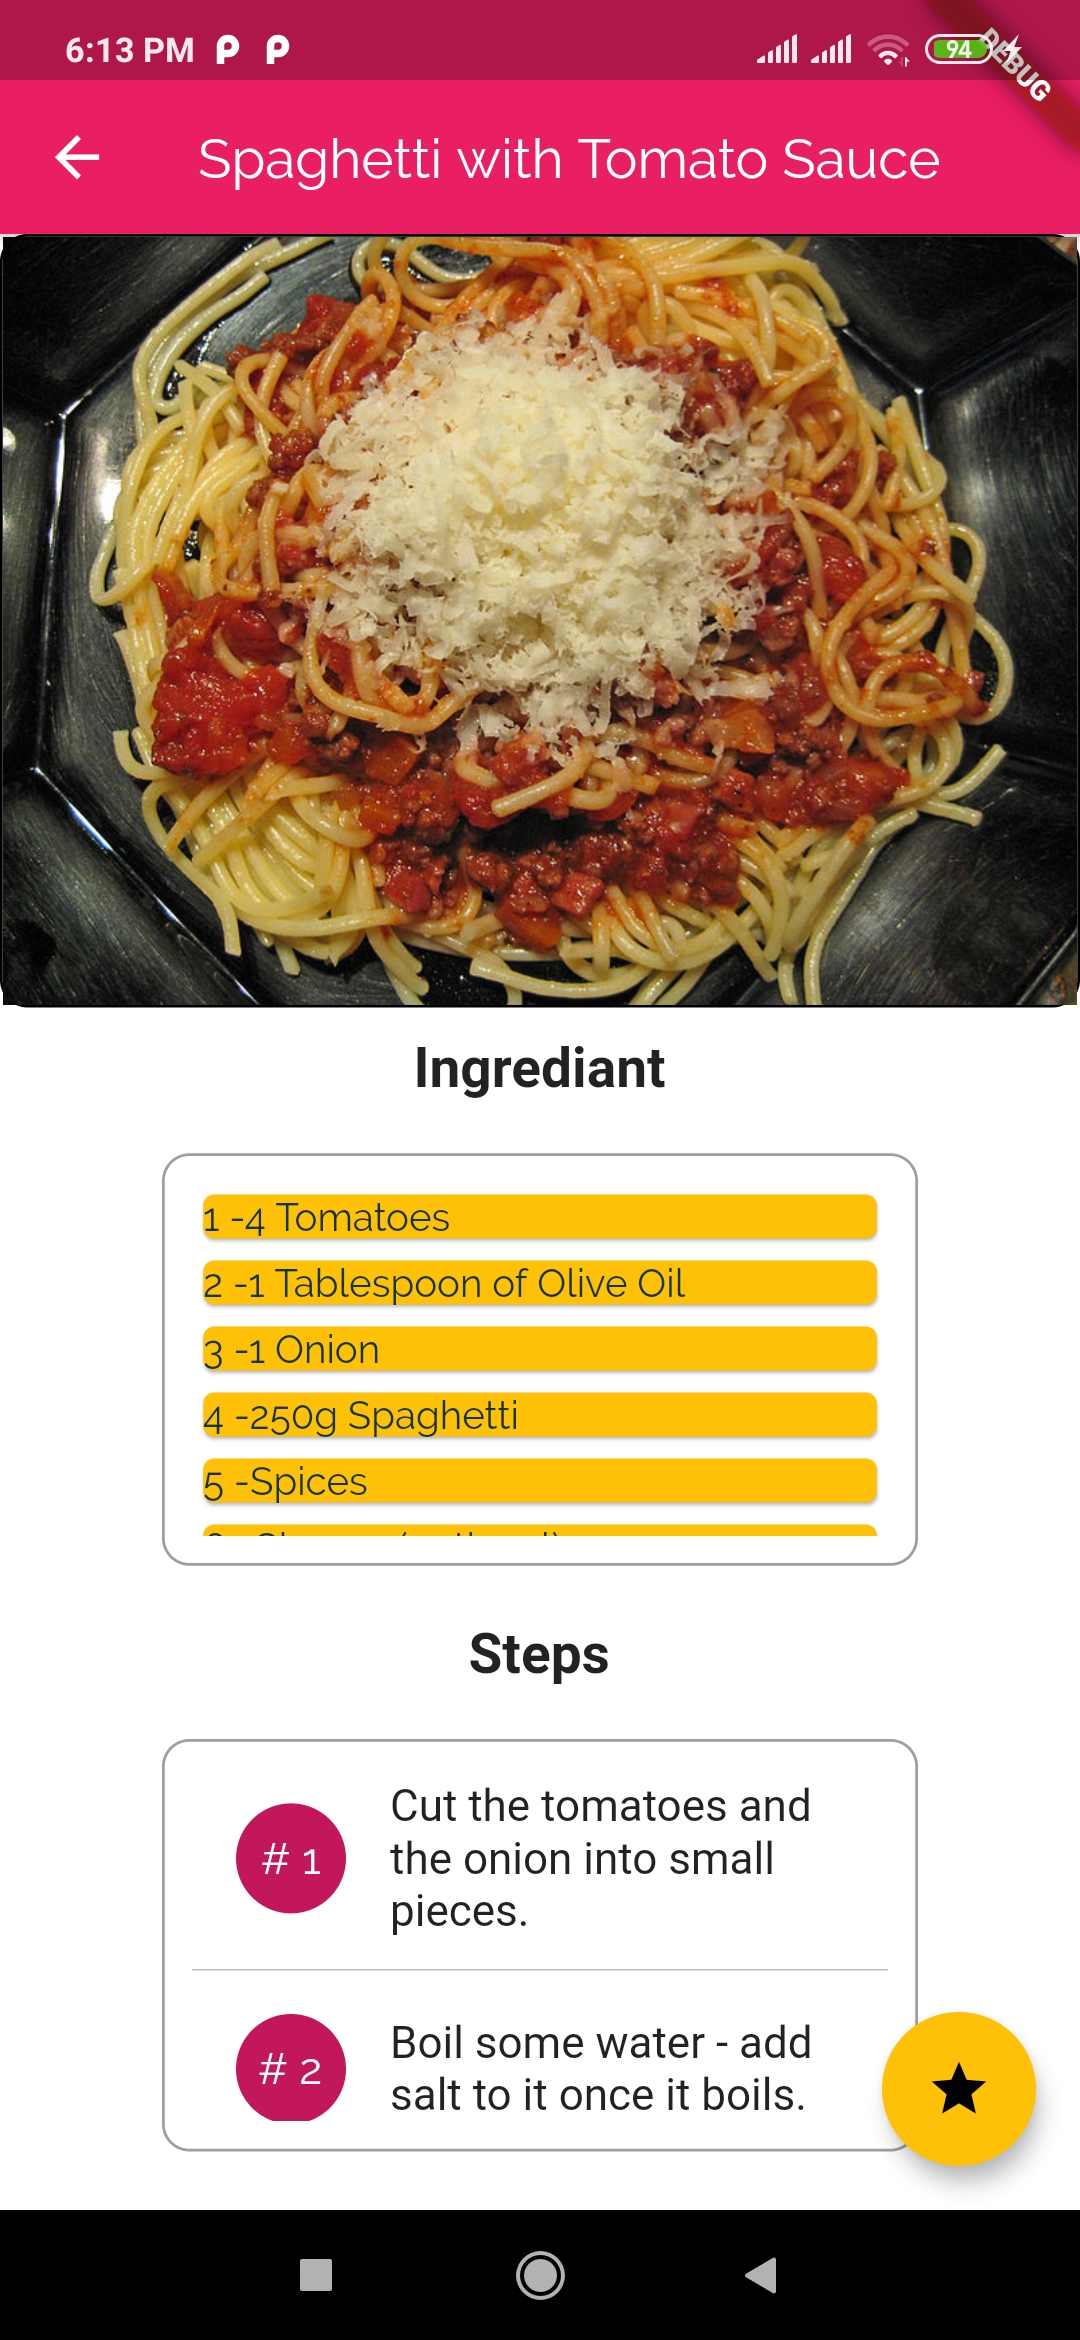 6:13 PM
94
DEBUG
Spaghetti with Tomato Sauce
Ingrediant
1 -4 Tomatoes
2 -1 Tablespoon of Olive Oil
3 -1 Onion
4 -250g Spaghetti
5 -Spices
Steps
# 1
Cut the tomatoes and
the onion into small
pieces.
# 2
Boil some water - add
salt to it once it boils.